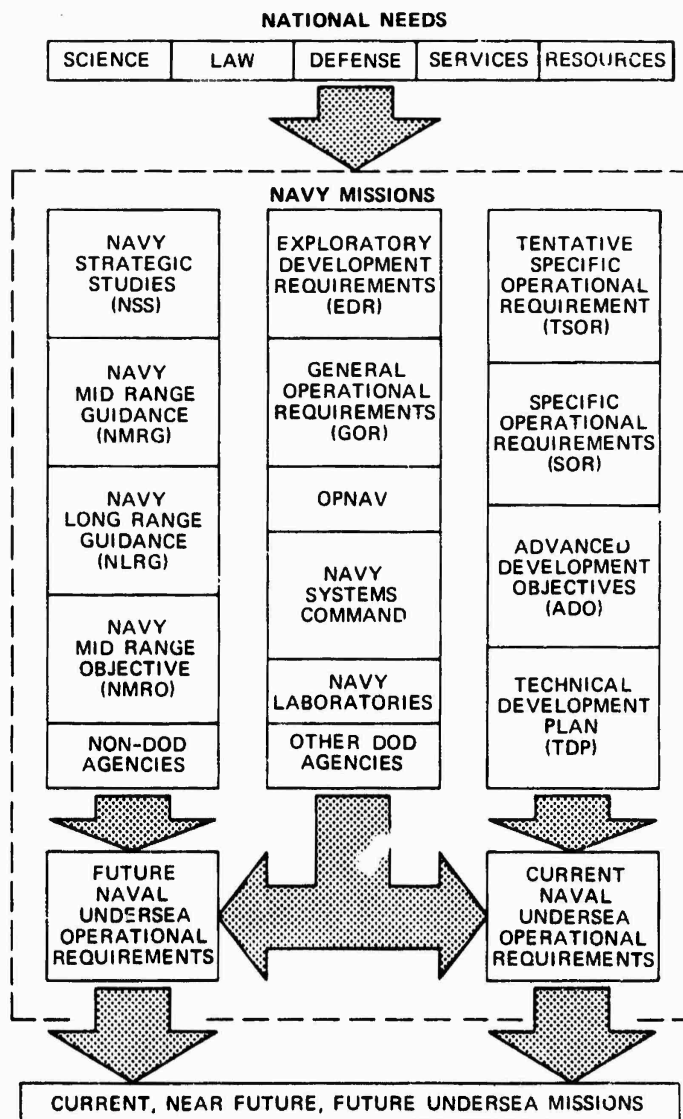 NATIONAL NEEDS
SCIENCE LAW DEFENSE SERVICES RESOURCES
NAVY MISSIONS
NAVY
STRATEGIC
STUDIES
(NSS)
NAVY
MID RANGE
GUIDANCE
(NMRG)
NAVY
LONG RANGE
GUIDANCE
(NLRG)
NAVY
MID RANGE
OBJECTIVE
(NMRO)
NON-DOD
AGENCIES
EXPLORATORY
DEVELOPMENT
REQUIREMENTS
(EDR)
GENERAL
OPERATIONAL
REQUIREMENTS
(GOR)
OPNAV
NAVY
SYSTEMS
COMMAND
NAVY
LABORATORIES
OTHER DOD
AGENCIES
TENTATIVE
SPECIFIC
OPERATIONAL
REQUIREMENT
(TSOR)
SPECIFIC
OPERATIONAL
REQUIREMENTS
(SOR)
ADVANCED
DEVELOPMENT
OBJECTIVES
(ADO)
TECHNICAL
DEVELOPMENT
PLAN
(TDP)
FUTURE
NAVAL
UNDERSEA
OPERATIONAL
REQUIREMENTS
CURRENT
NAVAL
UNDERSEA
OPERATIONAL
REQUIREMENTS
CURRENT, NEAR FUTURE, FUTURE UNDERSEA MISSIONS